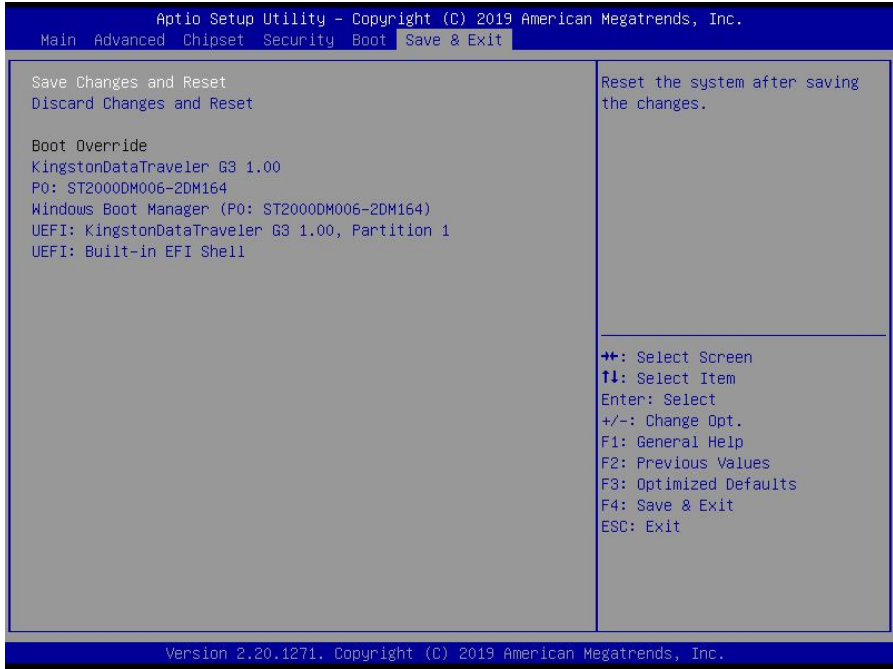 Aptio Setup Utility – Copyright (C) 2019 American Megatrends, Inc.
Main Advanced Chipset Security Boot Save & Exit
Save Changes and Reset
Discard Changes and Reset
Boot Override
KingstonDataTraveler G3 1.00
P0: ST2000DM006-2DM164
Windows Boot Manager (P0: ST2000DM006-2DM164)
UEFI: KingstonDataTraveler G3 1.00, Partition 1
UEFI: Built-in EFI Shell
Reset the system after saving
the changes.
→←: Select Screen
↑↓: Select Item
Enter: Select
+/-: Change Opt.
F1: General Help
F2: Previous Values
F3: Optimized Defaults
F4: Save & Exit
ESC: Exit
Version 2.20.1271. Copyright (C) 2019 American Megatrends, Inc.